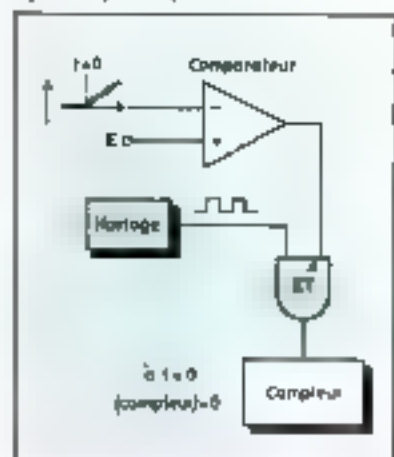 t=0
Comparateur
-
E
+
Horloge
ET
à t=0
(compteur)=0
Compteur